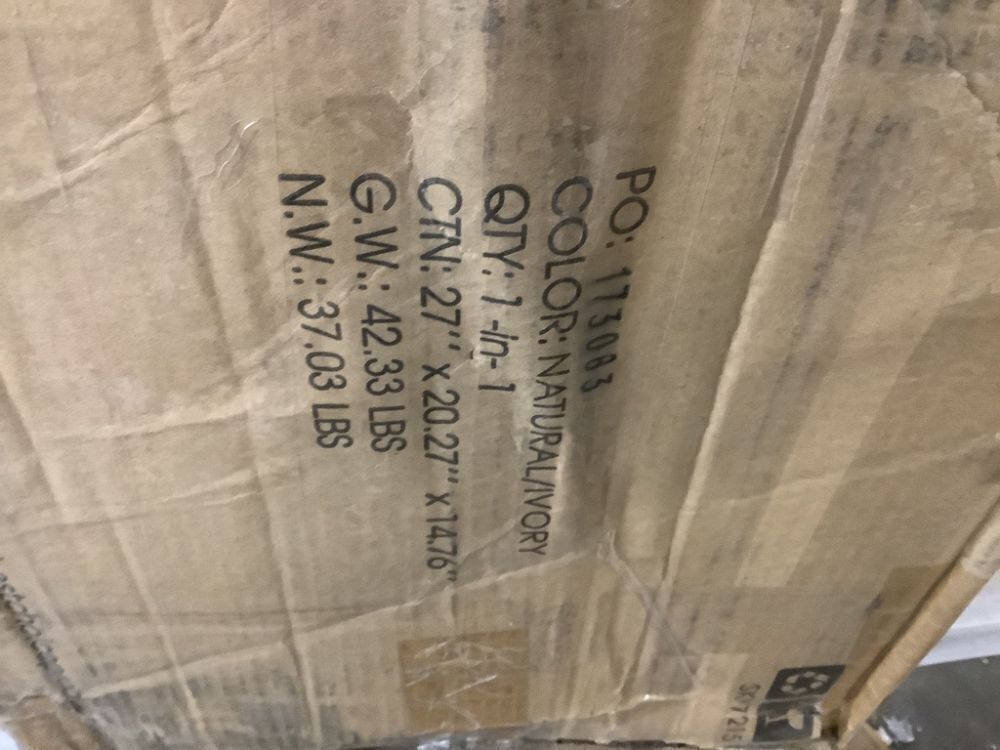 PO: 173083
COLOR: NATURAL/IVORY
QTY: 1-in-1
CTN: 27'' x 20.27'' x 14.76''
G.W.: 42.33 LBS
N.W.: 37.03 LBS